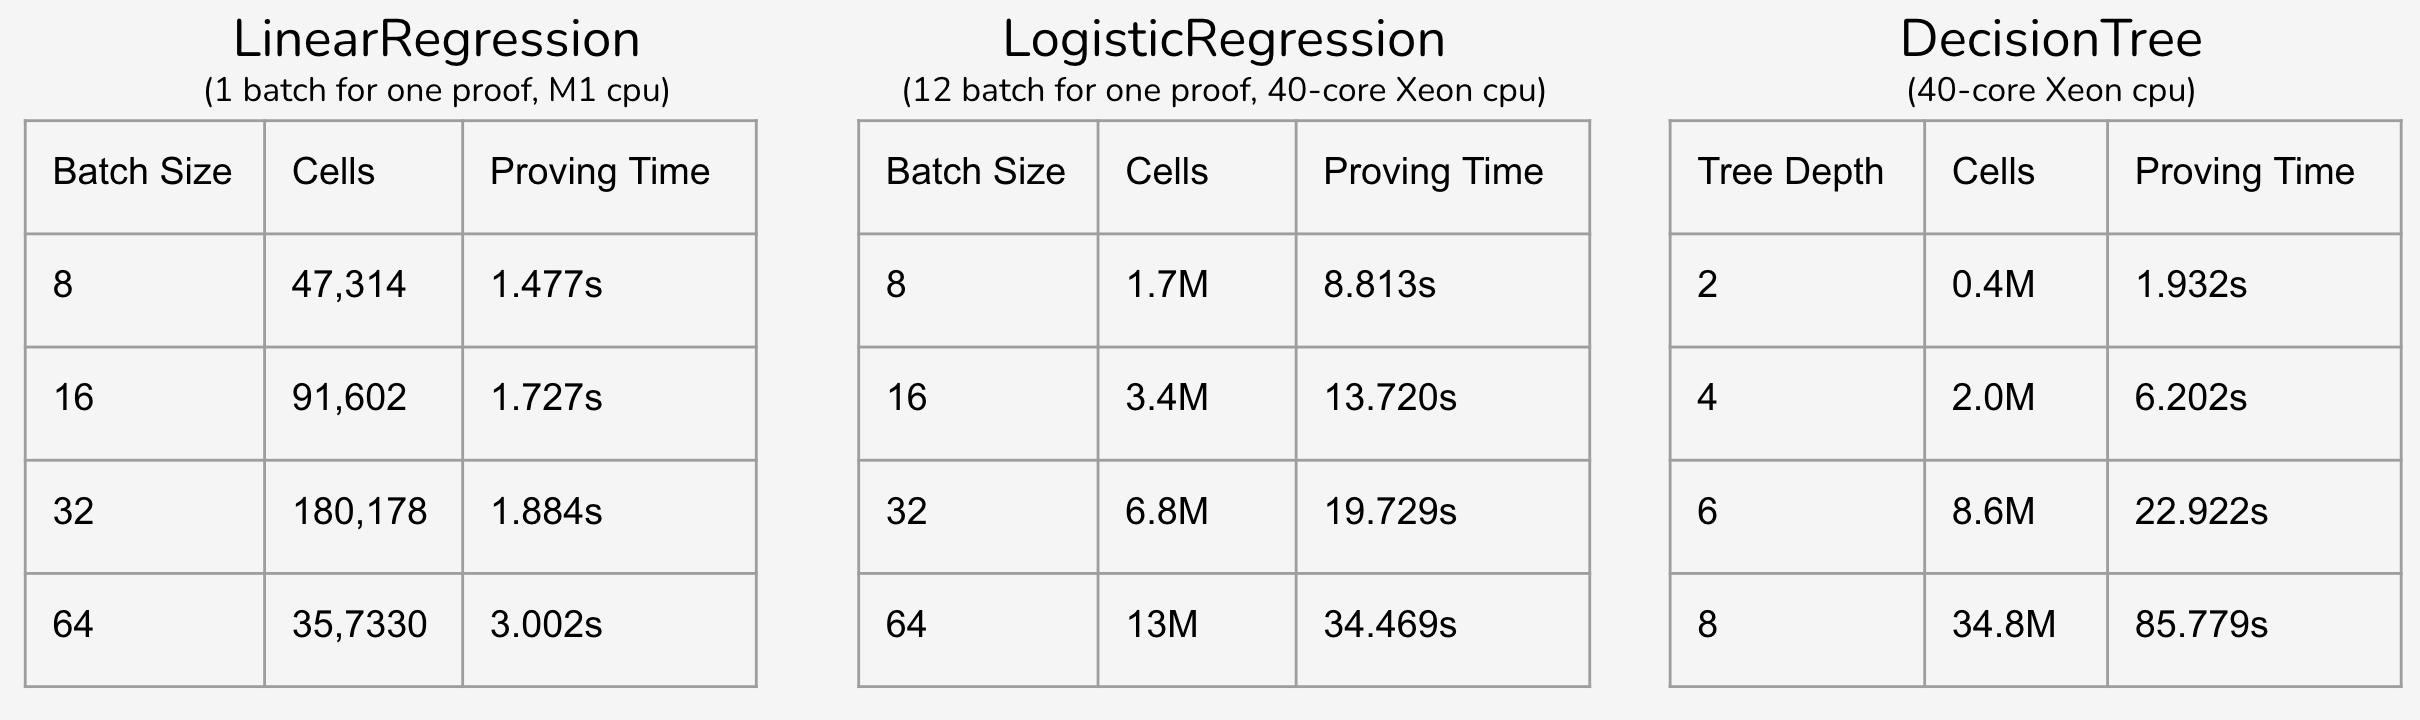 LinearRegression
(1 batch for one proof, M1 cpu)
Batch Size Cells Proving Time
8 47,314 1.477s
16 91,602 1.727s
32 180,178 1.884s
64 35,7330 3.002s
LogisticRegression
(12 batch for one proof, 40-core Xeon cpu)
Batch Size Cells Proving Time
8 1.7M 8.813s
16 3.4M 13.720s
32 6.8M 19.729s
64 13M 34.469s
DecisionTree
(40-core Xeon cpu)
Tree Depth Cells Proving Time
2 0.4M 1.932s
4 2.0M 6.202s
6 8.6M 22.922s
8 34.8M 85.779s